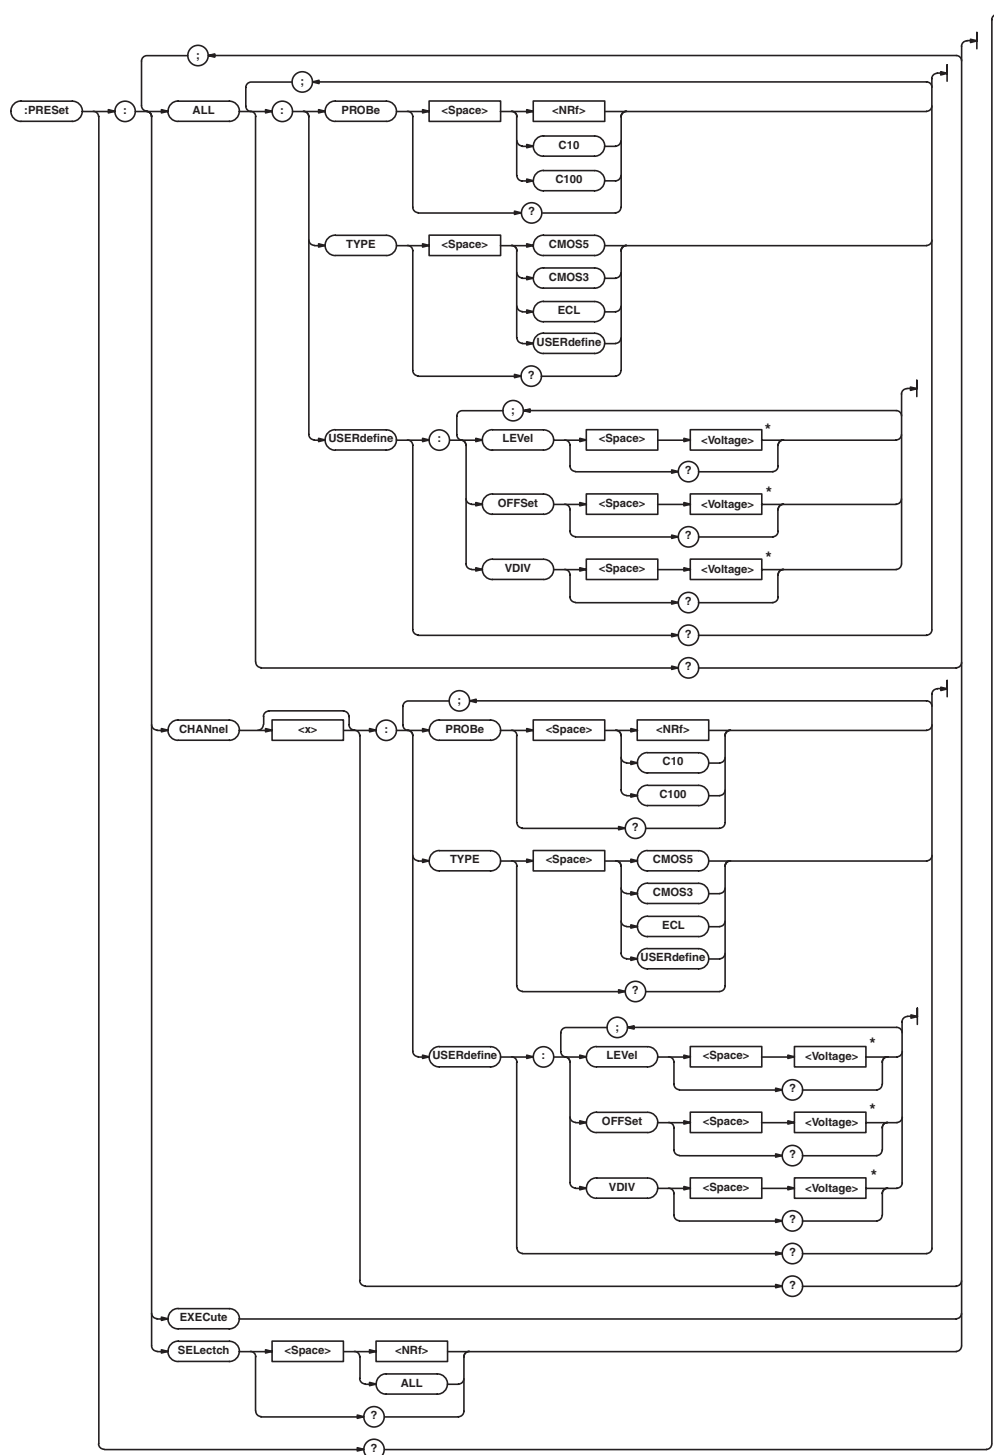 ;
;
:PRESet : ALL : PROBe <Space> <NRf>
C10
C100
?
TYPE <Space> CMOS5
CMOS3
ECL
USERdefine
?
;
USERdefine : LEVel <Space> <Voltage> *
?
OFFSet <Space> <Voltage> *
?
VDIV <Space> <Voltage> *
?
?
?
;
CHANnel <x> : PROBe <Space> <NRf>
C10
C100
?
TYPE <Space> CMOS5
CMOS3
ECL
USERdefine
?
;
USERdefine : LEVel <Space> <Voltage> *
?
OFFSet <Space> <Voltage> *
?
VDIV <Space> <Voltage> *
?
?
?
EXECute
SELectch <Space> <NRf>
ALL
?
?